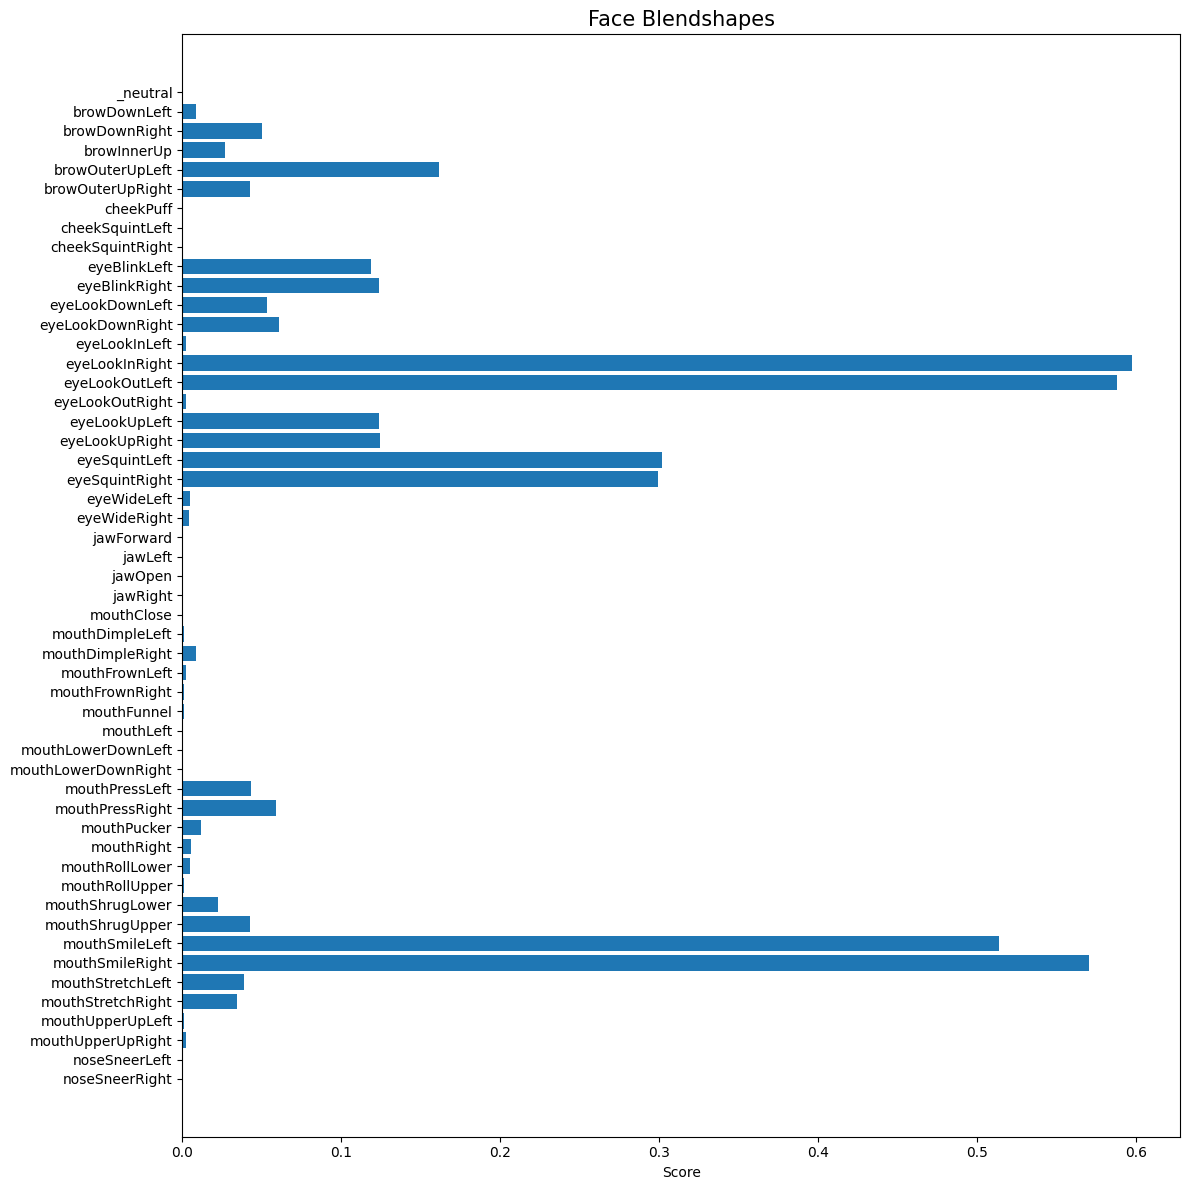 Face Blendshapes
_neutral
browDownLeft
browDownRight
browInnerUp
browOuterUpLeft
browOuterUpRight
cheekPuff
cheekSquintLeft
cheekSquintRight
eyeBlinkLeft
eyeBlinkRight
eyeLookDownLeft
eyeLookDownRight
eyeLookInLeft
eyeLookInRight
eyeLookOutLeft
eyeLookOutRight
eyeLookUpLeft
eyeLookUpRight
eyeSquintLeft
eyeSquintRight
eyeWideLeft
eyeWideRight
jawForward
jawLeft
jawOpen
jawRight
mouthClose
mouthDimpleLeft
mouthDimpleRight
mouthFrownLeft
mouthFrownRight
mouthFunnel
mouthLeft
mouthLowerDownLeft
mouthLowerDownRight
mouthPressLeft
mouthPressRight
mouthPucker
mouthRight
mouthRollLower
mouthRollUpper
mouthShrugLower
mouthShrugUpper
mouthSmileLeft
mouthSmileRight
mouthStretchLeft
mouthStretchRight
mouthUpperUpLeft
mouthUpperUpRight
noseSneerLeft
noseSneerRight
0.0 0.1 0.2 0.3 0.4 0.5 0.6
Score